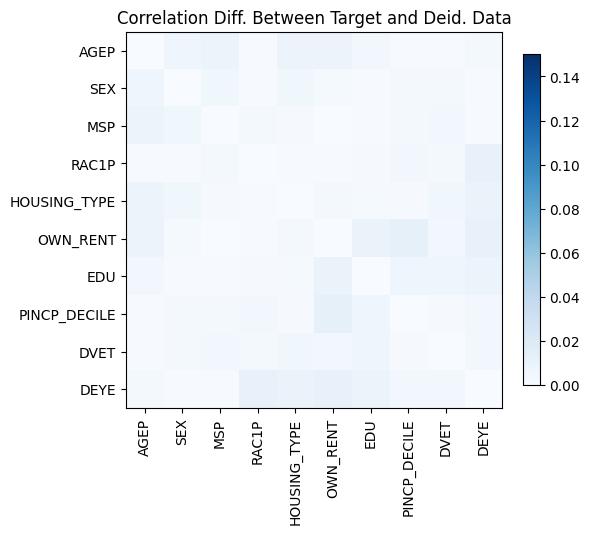 Correlation Diff. Between Target and Deid. Data
AGEP
SEX
MSP
RAC1P
HOUSING_TYPE
OWN_RENT
EDU
PINCP_DECILE
DVET
DEYE
AGEP
SEX
MSP
RAC1P
HOUSING_TYPE
OWN_RENT
EDU
PINCP_DECILE
DVET
DEYE
0.14
0.12
0.10
0.08
0.06
0.04
0.02
0.00